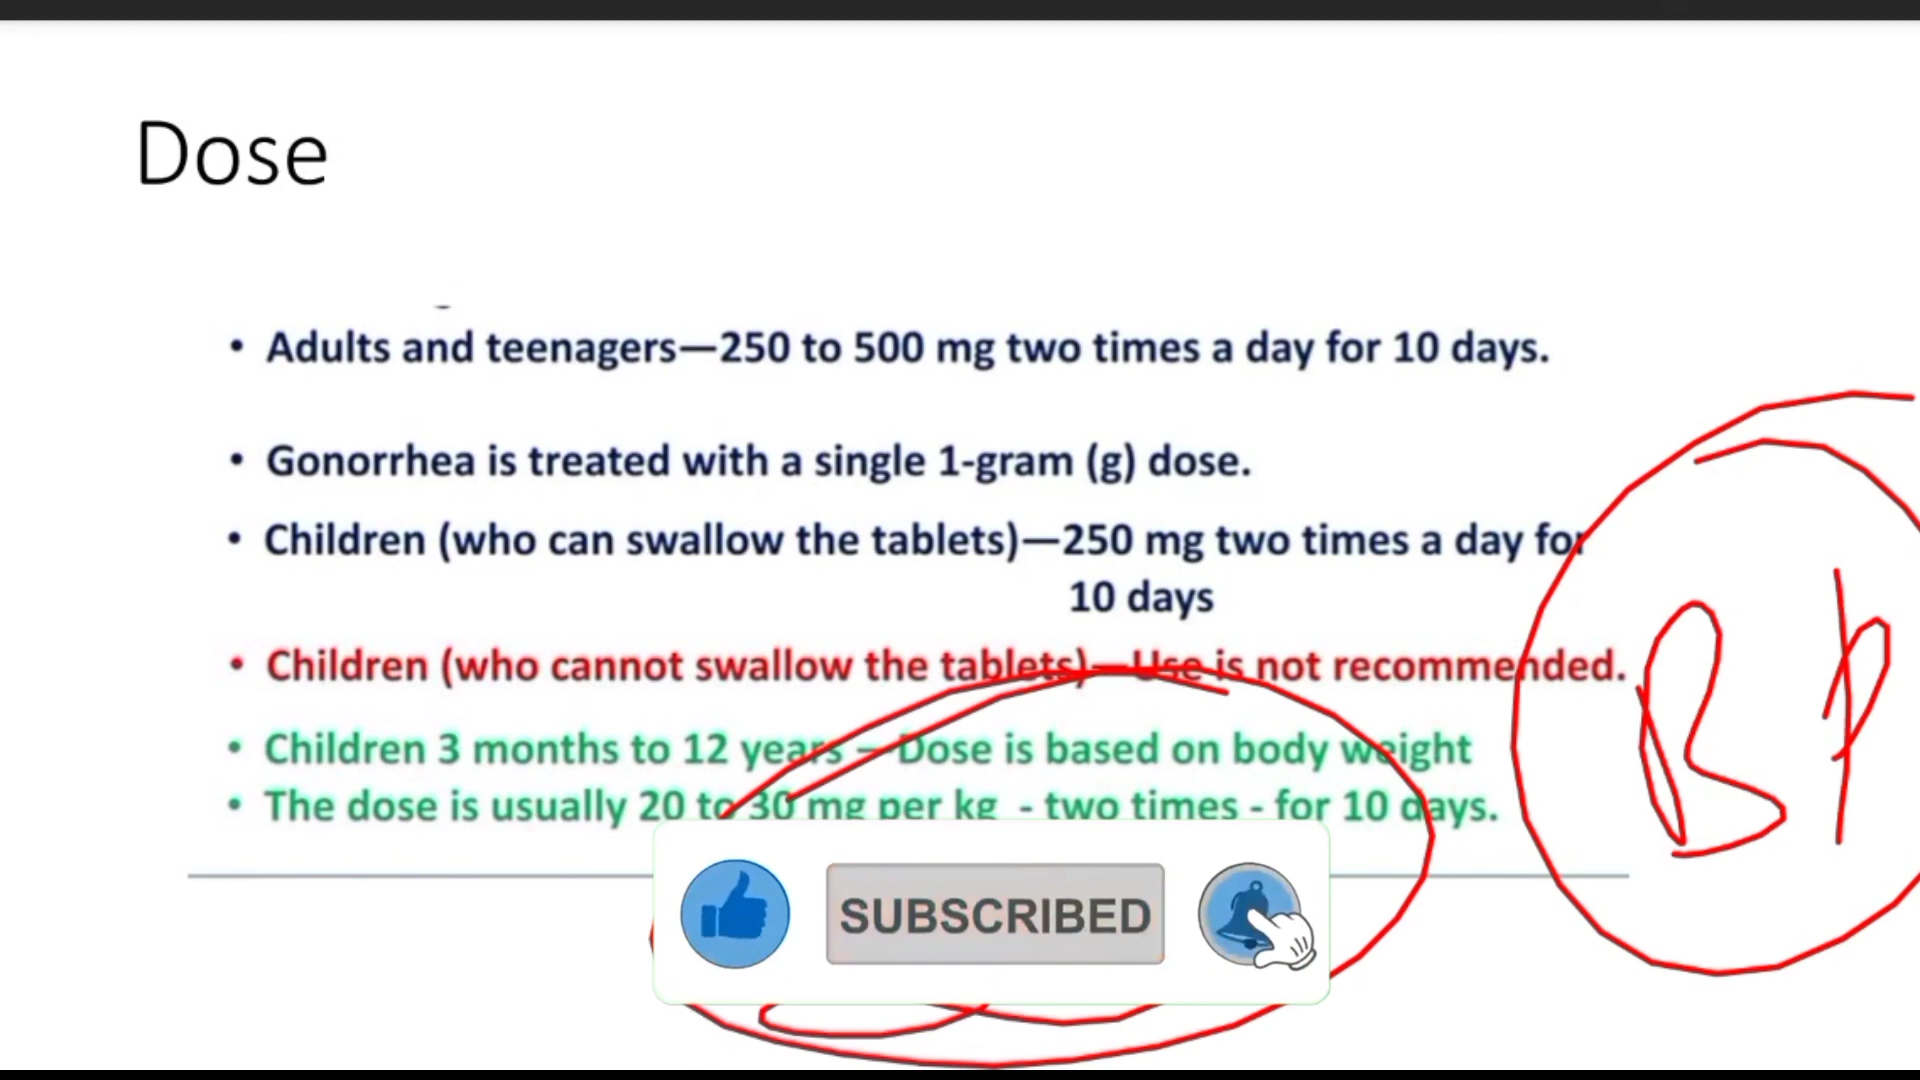 Dose
• Adults and teenagers—250 to 500 mg two times a day for 10 days.
• Gonorrhea is treated with a single 1-gram (g) dose.
• Children (who can swallow the tablets)—250 mg two times a day for
10 days
• Children (who cannot swallow the tablets)—Use is not recommended.
• Children 3 months to 12 years – Dose is based on body weight
• The dose is usually 20 to 30 mg per kg - two times - for 10 days.
SUBSCRIBED